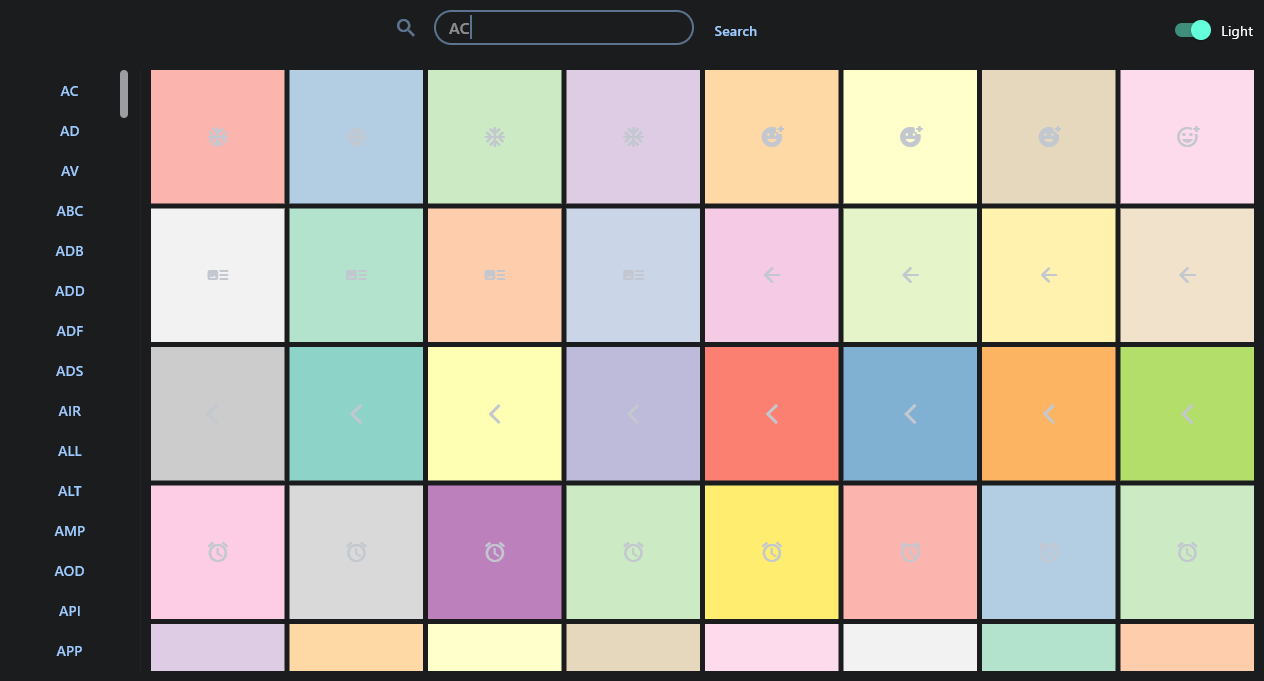 AC
Search
Light
AC
AD
AV
ABC
ADB
ADD
ADF
ADS
AIR
ALL
ALT
AMP
AOD
API
APP